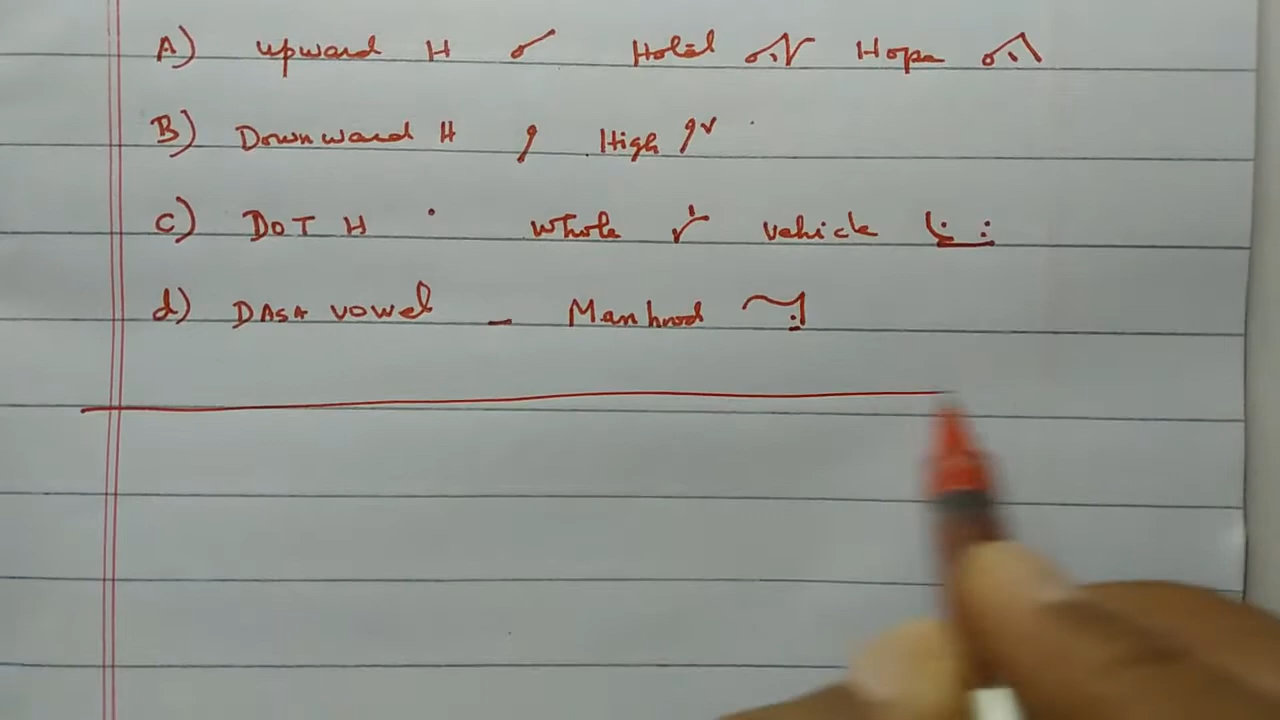 A) upward H Hotel Hope
B) Downward H High
C) DOT H Whole vehicle
d) DASH vowel Manhood